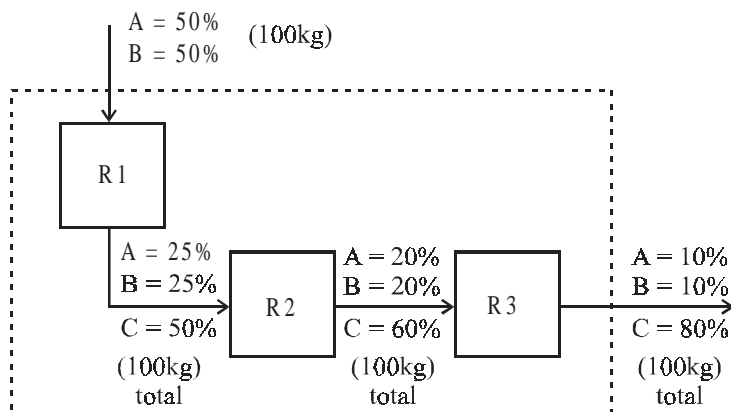 A = 50%
B = 50%
(100kg)
R1
A = 25%
B = 25%
C = 50%
(100kg)
total
R2
A = 20%
B = 20%
C = 60%
(100kg)
total
R3
A = 10%
B = 10%
C = 80%
(100kg)
total